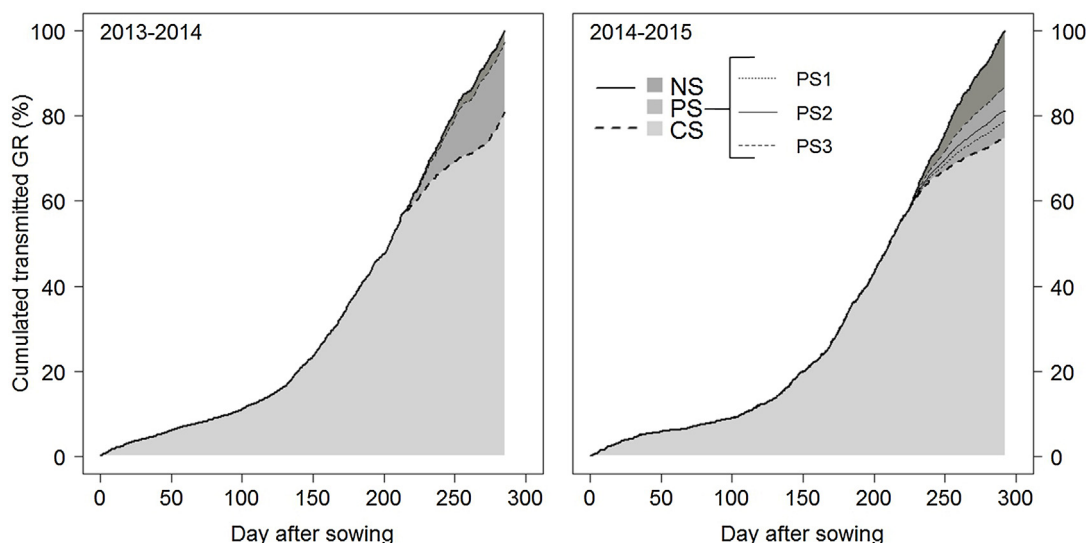 2013-2014
2014-2015
NS
PS
CS
PS1
PS2
PS3
Cumulated transmitted GR (%)
100
80
60
40
20
0
100
80
60
40
20
0
0 50 100 150 200 250 300
0 50 100 150 200 250 300
Day after sowing
Day after sowing